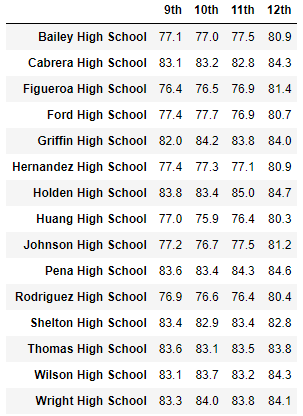 9th 10th 11th 12th
Bailey High School 77.1 77.0 77.5 80.9
Cabrera High School 83.1 83.2 82.8 84.3
Figueroa High School 76.4 76.5 76.9 81.4
Ford High School 77.4 77.7 76.9 80.7
Griffin High School 82.0 84.2 83.8 84.0
Hernandez High School 77.4 77.3 77.1 80.9
Holden High School 83.8 83.4 85.0 84.7
Huang High School 77.0 75.9 76.4 80.3
Johnson High School 77.2 76.7 77.5 81.2
Pena High School 83.6 83.4 84.3 84.6
Rodriguez High School 76.9 76.6 76.4 80.4
Shelton High School 83.4 82.9 83.4 82.8
Thomas High School 83.6 83.1 83.5 83.8
Wilson High School 83.1 83.7 83.2 84.3
Wright High School 83.3 84.0 83.8 84.1